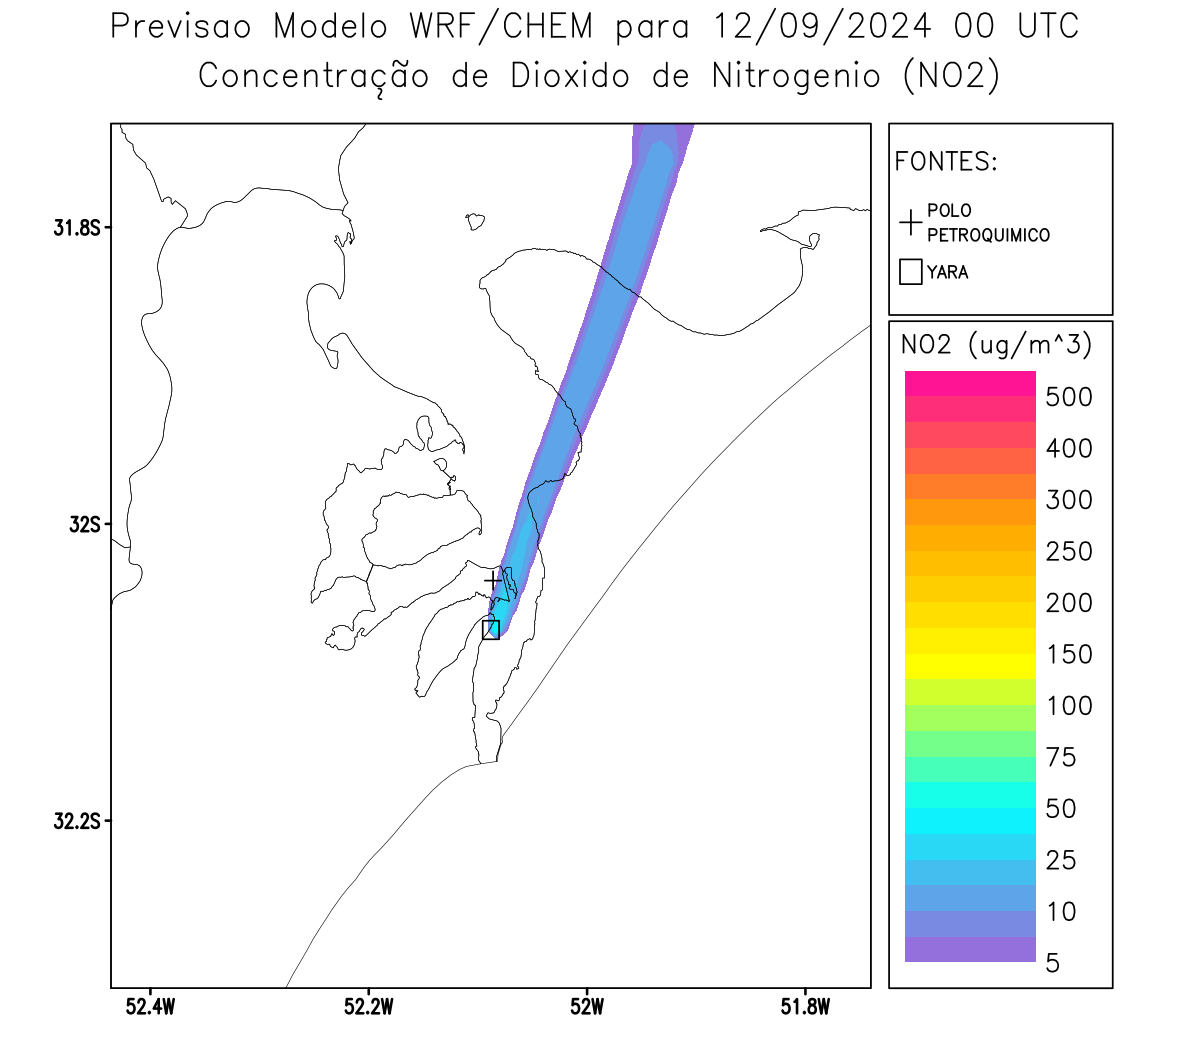 Previsao Modelo WRF/CHEM para 12/09/2024 00 UTC
Concentração de Dioxido de Nitrogenio (NO2)
FONTES:
POLO
PETROQUIMICO
YARA
NO2 (ug/m^3)
500
400
300
250
200
150
100
75
50
25
10
5
31.8S
32S
32.2S
52.4W
52.2W
52W
51.8W